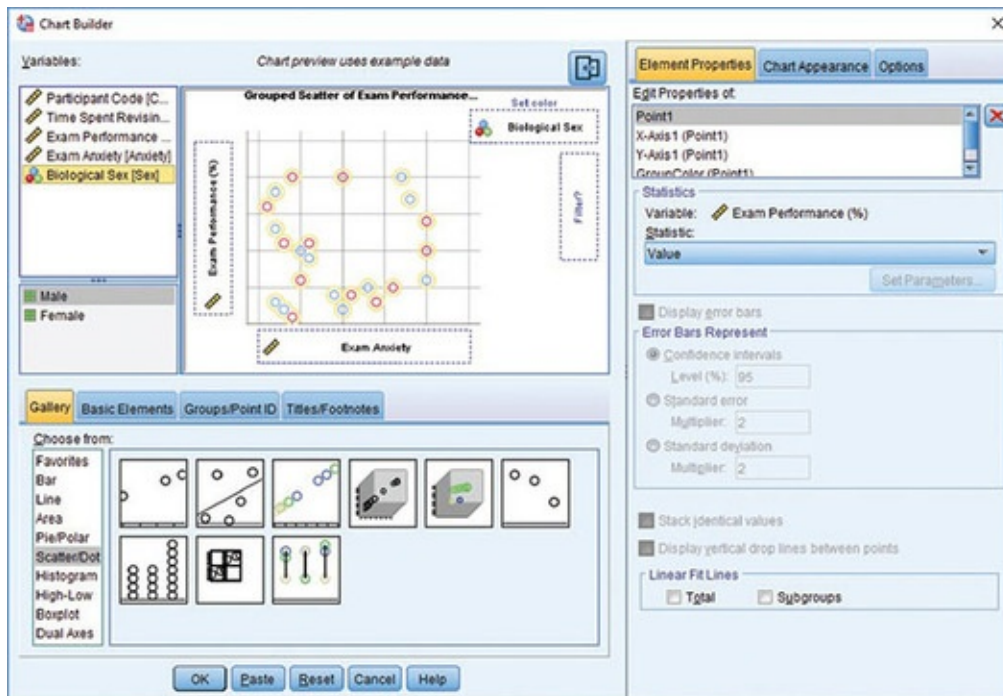 Chart Builder
Variables:
Chart preview uses example data
Participant Code [C...
Time Spent Revisin...
Exam Performance ...
Exam Anxiety [Anxiety]
Biological Sex [Sex]
Male
Female
Grouped Scatter of Exam Performance...
Set color
Biological Sex
Filter?
Exam Performance (%)
Exam Anxiety
Gallery
Basic Elements
Groups/Point ID
Titles/Footnotes
Choose from:
Favorites
Bar
Line
Area
Pie/Polar
Scatter/Dot
Histogram
High-Low
Boxplot
Dual Axes
OK
Paste
Reset
Cancel
Help
Element Properties
Chart Appearance
Options
Edit Properties of:
Point1
X-Axis1 (Point1)
Y-Axis1 (Point1)
GroupColor (Point1)
Statistics
Variable: Exam Performance (%)
Statistic:
Value
Set Parameters...
Display error bars
Error Bars Represent
Confidence intervals
Level (%): 95
Standard error
Multiplier: 2
Standard deviation
Multiplier: 2
Stack identical values
Display vertical drop lines between points
Linear Fit Lines
Total
Subgroups